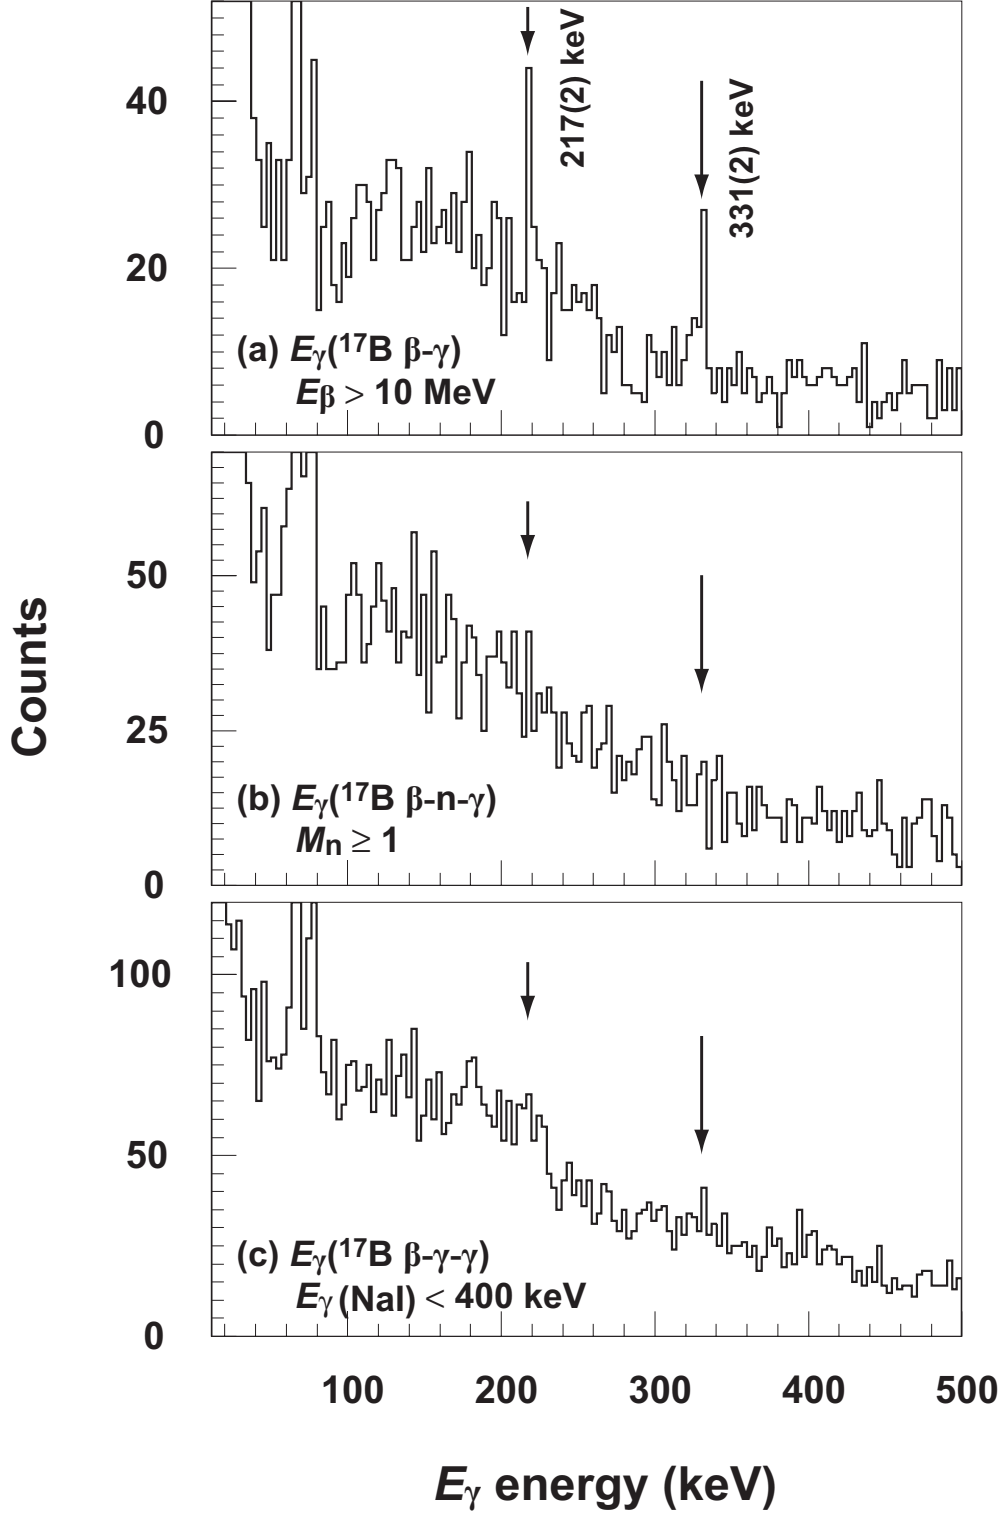 217(2) keV
331(2) keV
40
20
0
(a) Eγ(¹⁷B β-γ)
Eβ > 10 MeV
50
25
0
(b) Eγ(¹⁷B β-n-γ)
Mn ≥ 1
100
50
0
(c) Eγ(¹⁷B β-γ-γ)
Eγ (NaI) < 400 keV
100 200 300 400 500
Counts
Eγ energy (keV)